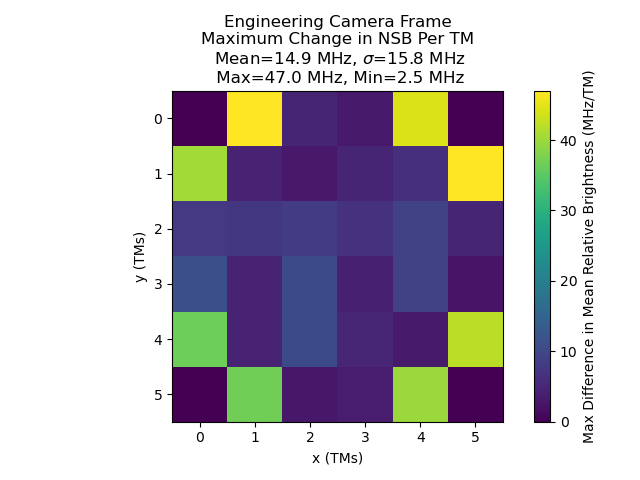 Engineering Camera Frame
Maximum Change in NSB Per TM
Mean=14.9 MHz, σ=15.8 MHz
Max=47.0 MHz, Min=2.5 MHz
0
1
2
3
4
5
y (TMs)
0 1 2 3 4 5
x (TMs)
40
30
20
10
0
Max Difference in Mean Relative Brightness (MHz/TM)